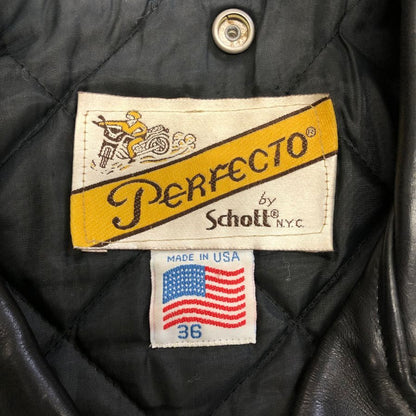 PERFECTO®
by
Schott® N.Y.C.
MADE IN USA
36